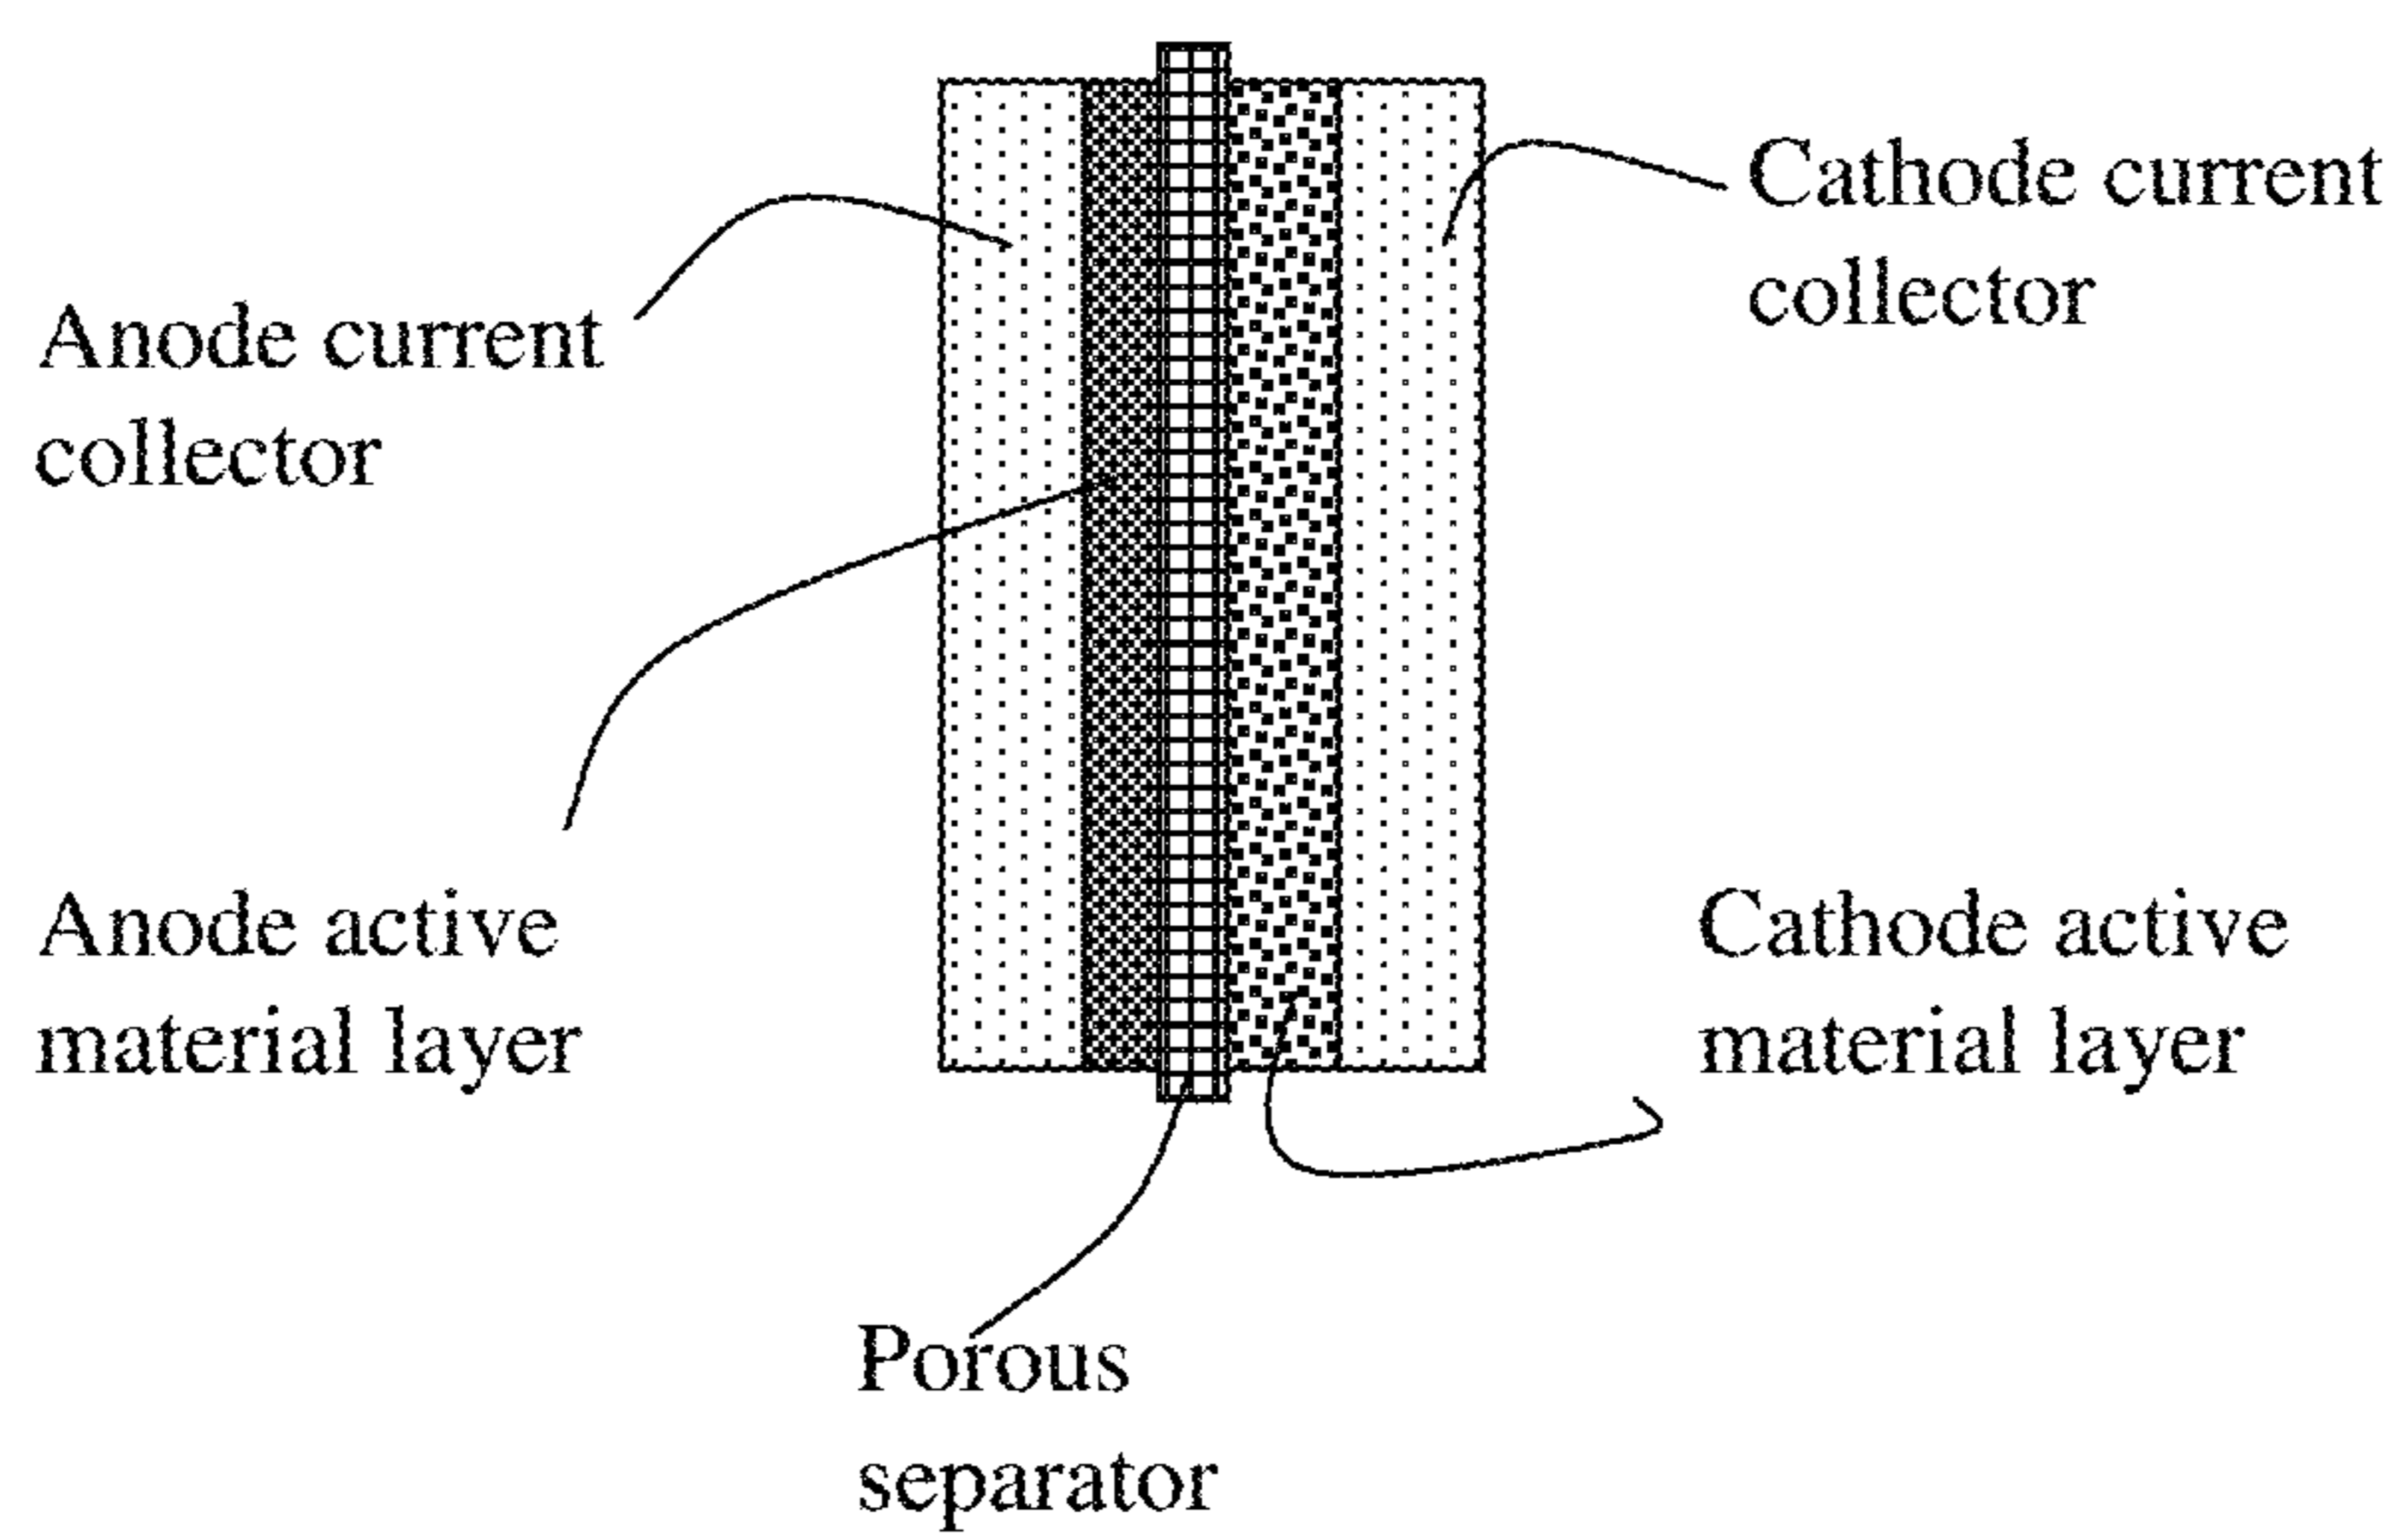 Cathode current
collector
Anode current
collector
Anode active
material layer
Cathode active
material layer
Porous
separator